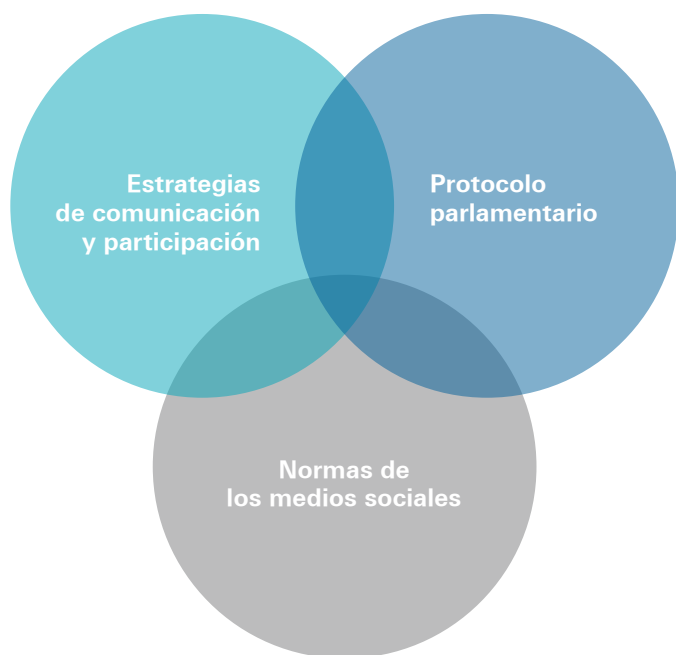 Estrategias
de comunicación
y participación
Protocolo
parlamentario
Normas de
los medios sociales